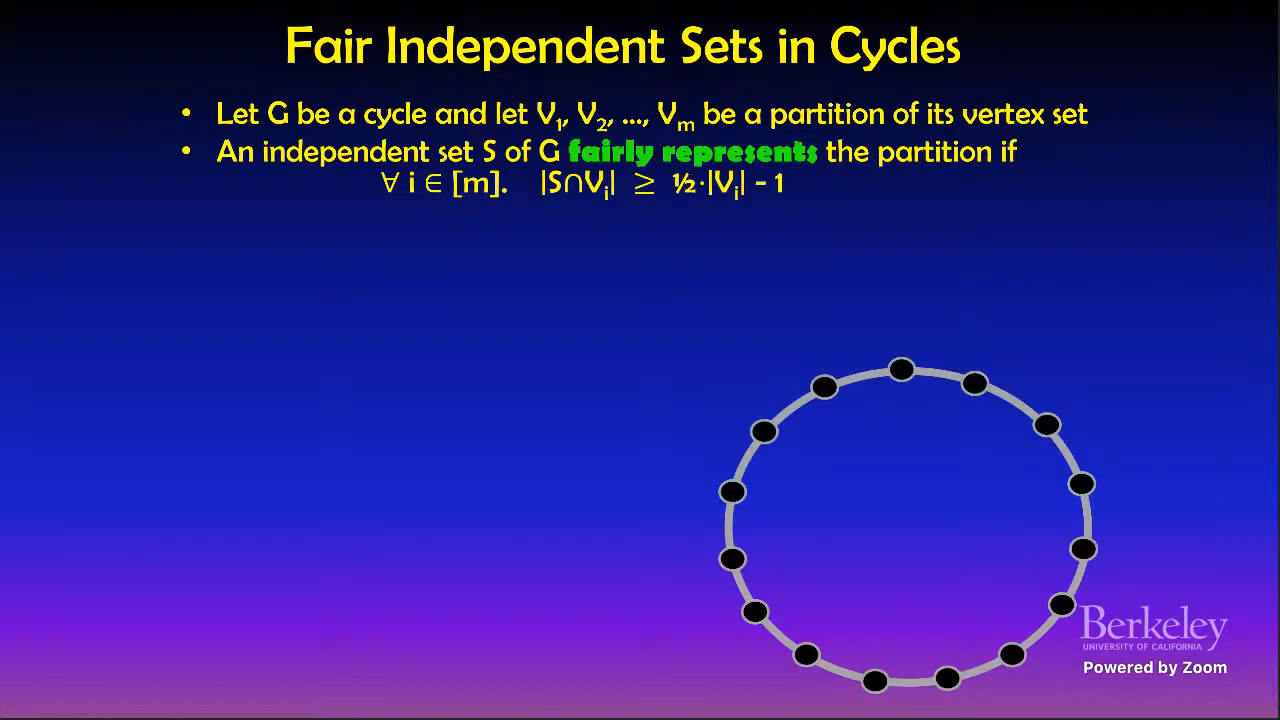 Fair Independent Sets in Cycles
• Let G be a cycle and let V₁, V₂, ..., Vₘ be a partition of its vertex set
• An independent set S of G fairly represents the partition if
∀ i ∈ [m]. |S∩Vᵢ| ≥ ½·|Vᵢ| - 1
Berkeley
UNIVERSITY OF CALIFORNIA
Powered by Zoom